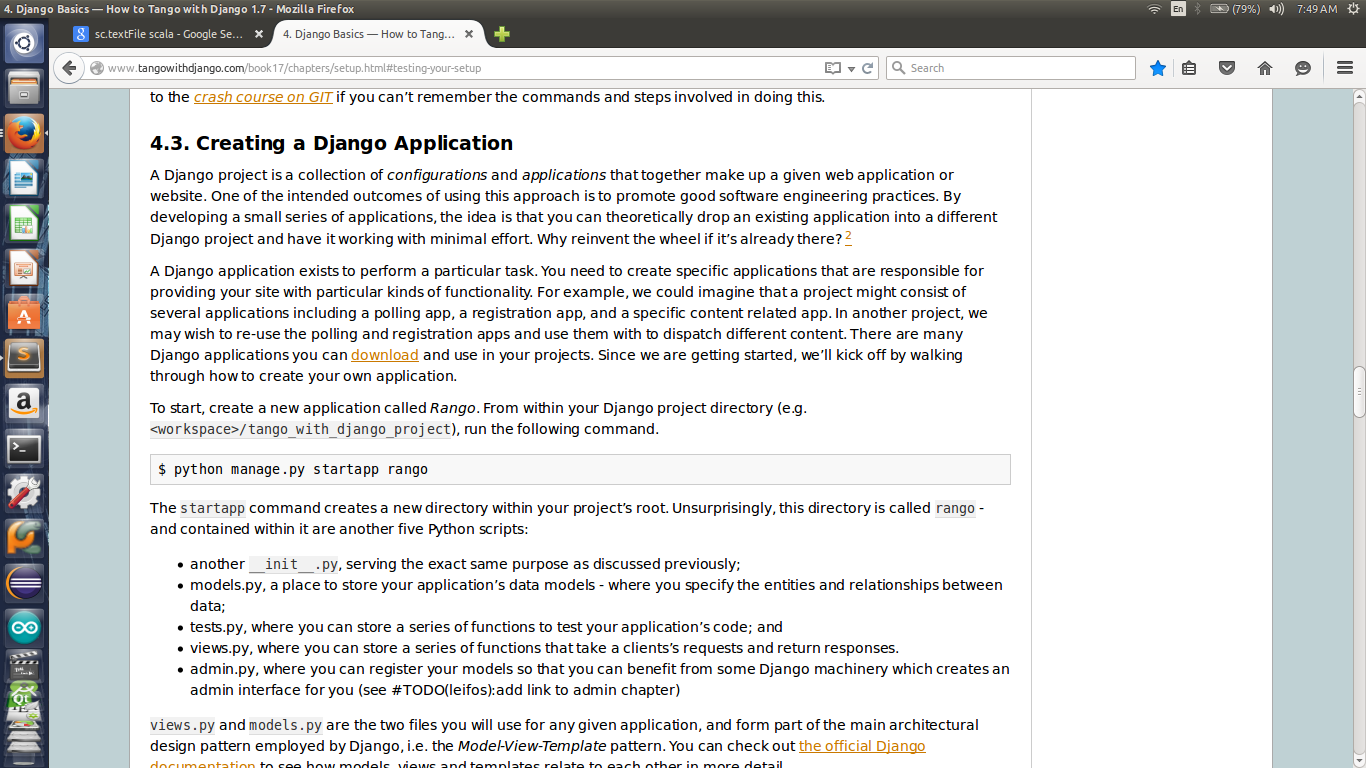 4. Django Basics — How to Tango with Django 1.7 - Mozilla Firefox
En
(79%)
7:49 AM
sc.textFile scala - Google Se...
4. Django Basics — How to Tang...
www.tangowithdjango.com/book17/chapters/setup.html#testing-your-setup
Search
to the crash course on GIT if you can’t remember the commands and steps involved in doing this.
4.3. Creating a Django Application
A Django project is a collection of configurations and applications that together make up a given web application or
website. One of the intended outcomes of using this approach is to promote good software engineering practices. By
developing a small series of applications, the idea is that you can theoretically drop an existing application into a different
Django project and have it working with minimal effort. Why reinvent the wheel if it’s already there? 2
A Django application exists to perform a particular task. You need to create specific applications that are responsible for
providing your site with particular kinds of functionality. For example, we could imagine that a project might consist of
several applications including a polling app, a registration app, and a specific content related app. In another project, we
may wish to re-use the polling and registration apps and use them with to dispatch different content. There are many
Django applications you can download and use in your projects. Since we are getting started, we’ll kick off by walking
through how to create your own application.
To start, create a new application called Rango. From within your Django project directory (e.g.
<workspace>/tango_with_django_project), run the following command.
$ python manage.py startapp rango
The startapp command creates a new directory within your project’s root. Unsurprisingly, this directory is called rango -
and contained within it are another five Python scripts:
• another __init__.py, serving the exact same purpose as discussed previously;
• models.py, a place to store your application’s data models - where you specify the entities and relationships between
data;
• tests.py, where you can store a series of functions to test your application’s code; and
• views.py, where you can store a series of functions that take a clients’s requests and return responses.
• admin.py, where you can register your models so that you can benefit from some Django machinery which creates an
admin interface for you (see #TODO(leifos):add link to admin chapter)
views.py and models.py are the two files you will use for any given application, and form part of the main architectural
design pattern employed by Django, i.e. the Model-View-Template pattern. You can check out the official Django
documentation to see how models, views and templates relate to each other in more detail.